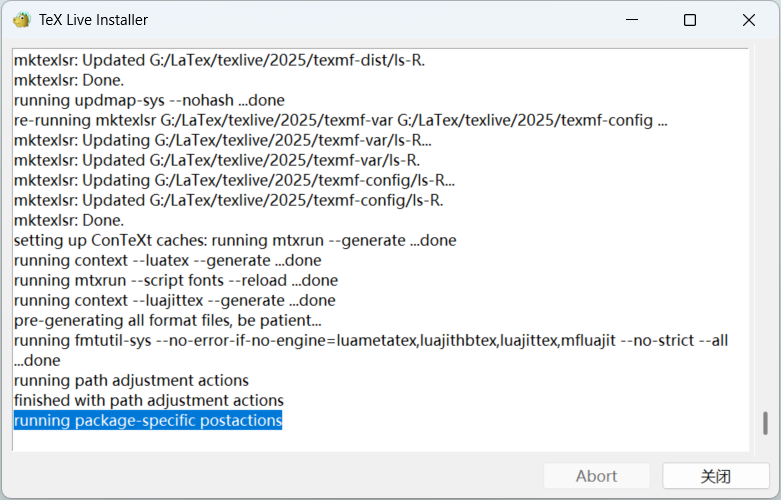 TeX Live Installer
mktexlsr: Updated G:/LaTex/texlive/2025/texmf-dist/ls-R.
mktexlsr: Done.
running updmap-sys --nohash ...done
re-running mktexlsr G:/LaTex/texlive/2025/texmf-var G:/LaTex/texlive/2025/texmf-config ...
mktexlsr: Updating G:/LaTex/texlive/2025/texmf-var/ls-R...
mktexlsr: Updated G:/LaTex/texlive/2025/texmf-var/ls-R.
mktexlsr: Updating G:/LaTex/texlive/2025/texmf-config/ls-R...
mktexlsr: Updated G:/LaTex/texlive/2025/texmf-config/ls-R.
mktexlsr: Done.
setting up ConTeXt caches: running mtxrun --generate ...done
running context --luatex --generate ...done
running mtxrun --script fonts --reload ...done
running context --luajittex --generate ...done
pre-generating all format files, be patient...
running fmtutil-sys --no-error-if-no-engine=luametatex,luajithbtex,luajittex,mfluajit --no-strict --all
...done
running path adjustment actions
finished with path adjustment actions
running package-specific postactions
Abort 关闭